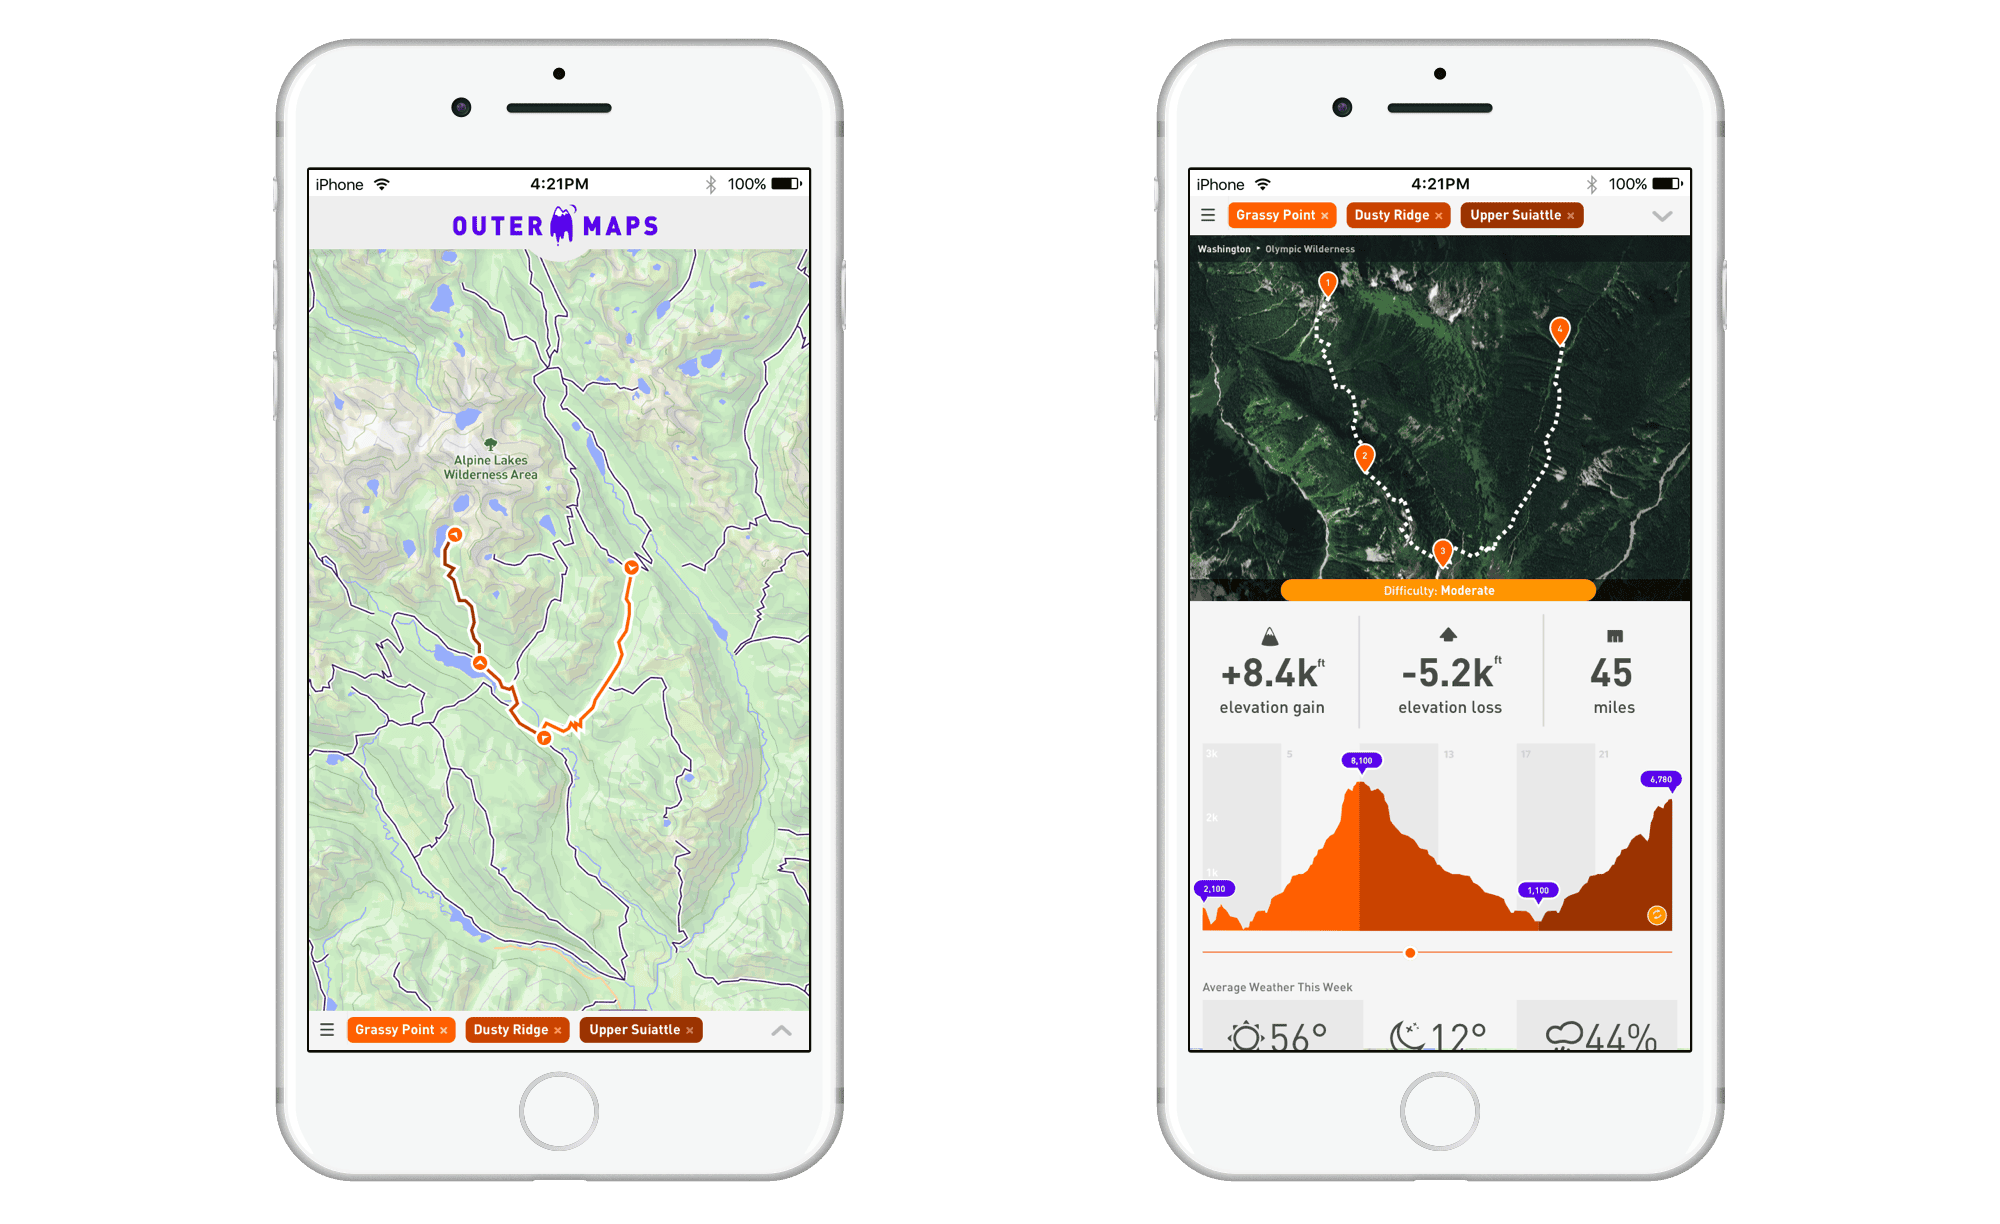 iPhone 4:21PM 100%
OUTER MAPS
Alpine Lakes
Wilderness Area
Grassy Point × Dusty Ridge × Upper Suiattle ×
iPhone 4:21PM 100%
Grassy Point × Dusty Ridge × Upper Suiattle ×
Washington • Olympic Wilderness
1
4
2
3
Difficulty: Moderate
+8.4k ft -5.2k ft 45
elevation gain elevation loss miles
3k 5 13 17 21
8,100
6,780
2k
1k
2,100 1,100
Average Weather This Week
56° 12° 44%